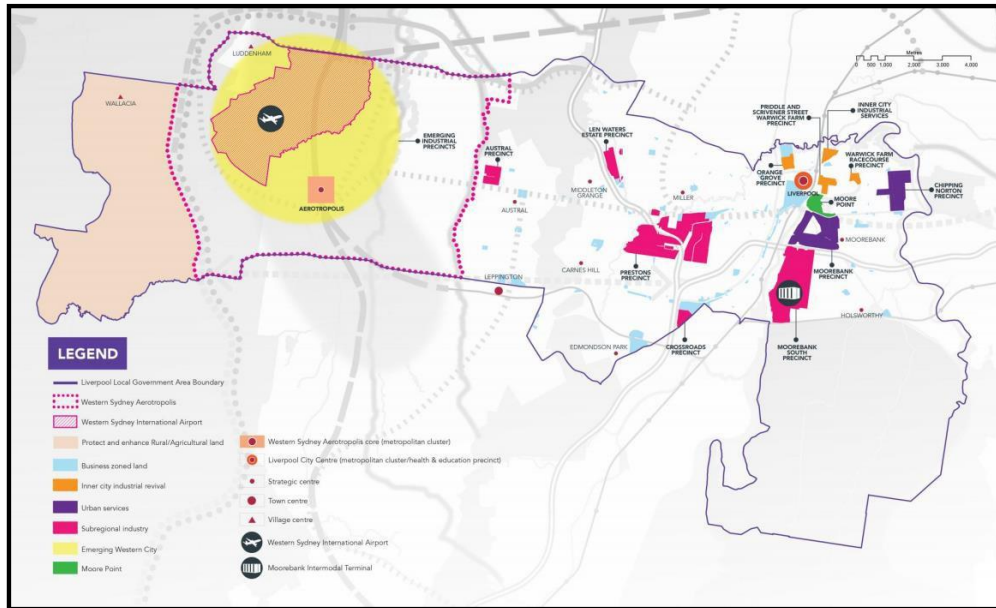 LUDDENHAM
WALLACIA
AEROTROPOLIS
EMERGING
INDUSTRIAL
PRECINCTS
AUSTRAL
PRECINCT
AUSTRAL
LEPPINGTON
LEN WATERS
ESTATE PRECINCT
MIDDLETON
GRANGE
MILLER
CARNES HILL
PRESTONS
PRECINCT
EDMONDSON PARK
CROSSROADS
PRECINCT
Metres
0 500 1,000 2,000 3,000 4,000
PRIDDLE AND
SCRIVENER STREET
WARWICK FARM
PRECINCT
INNER CITY
INDUSTRIAL
SERVICES
WARWICK FARM
RACECOURSE
PRECINCT
ORANGE
GROVE
PRECINCT
LIVERPOOL
MOORE
POINT
CHIPPING
NORTON
PRECINCT
MOOREBANK
MOOREBANK
PRECINCT
HOLSWORTHY
MOOREBANK
SOUTH
PRECINCT
LEGEND
Liverpool Local Government Area Boundary
Western Sydney Aerotropolis
Western Sydney International Airport
Protect and enhance Rural/Agricultural land
Business zoned land
Inner city industrial revival
Urban services
Subregional industry
Emerging Western City
Moore Point
Western Sydney Aerotropolis core (metropolitan cluster)
Liverpool City Centre (metropolitan cluster/health & education precinct)
Strategic centre
Town centre
Village centre
Western Sydney International Airport
Moorebank Intermodal Terminal